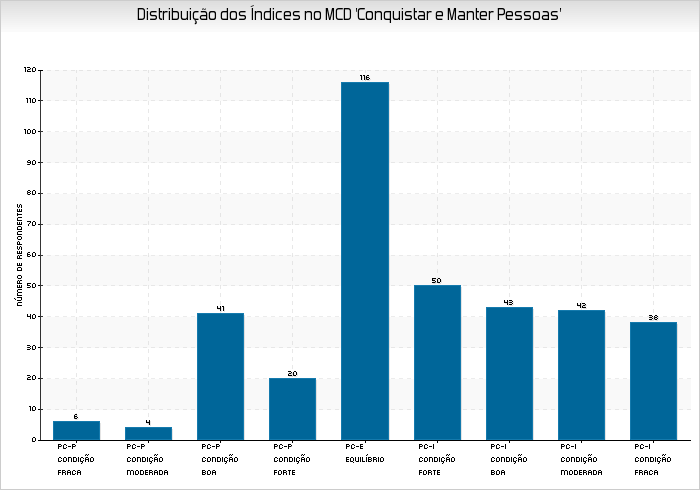 Distribuição dos Índices no MCD 'Conquistar e Manter Pessoas'
NÚMERO DE RESPONDENTES
120
110
100
90
80
70
60
50
40
30
20
10
0
6
4
41
20
116
50
43
42
38
PC-P
CONDIÇÃO
FRACA
PC-P
CONDIÇÃO
MODERADA
PC-P
CONDIÇÃO
BOA
PC-P
CONDIÇÃO
FORTE
PC-E
EQUILÍBRIO
PC-I
CONDIÇÃO
FORTE
PC-I
CONDIÇÃO
BOA
PC-I
CONDIÇÃO
MODERADA
PC-I
CONDIÇÃO
FRACA